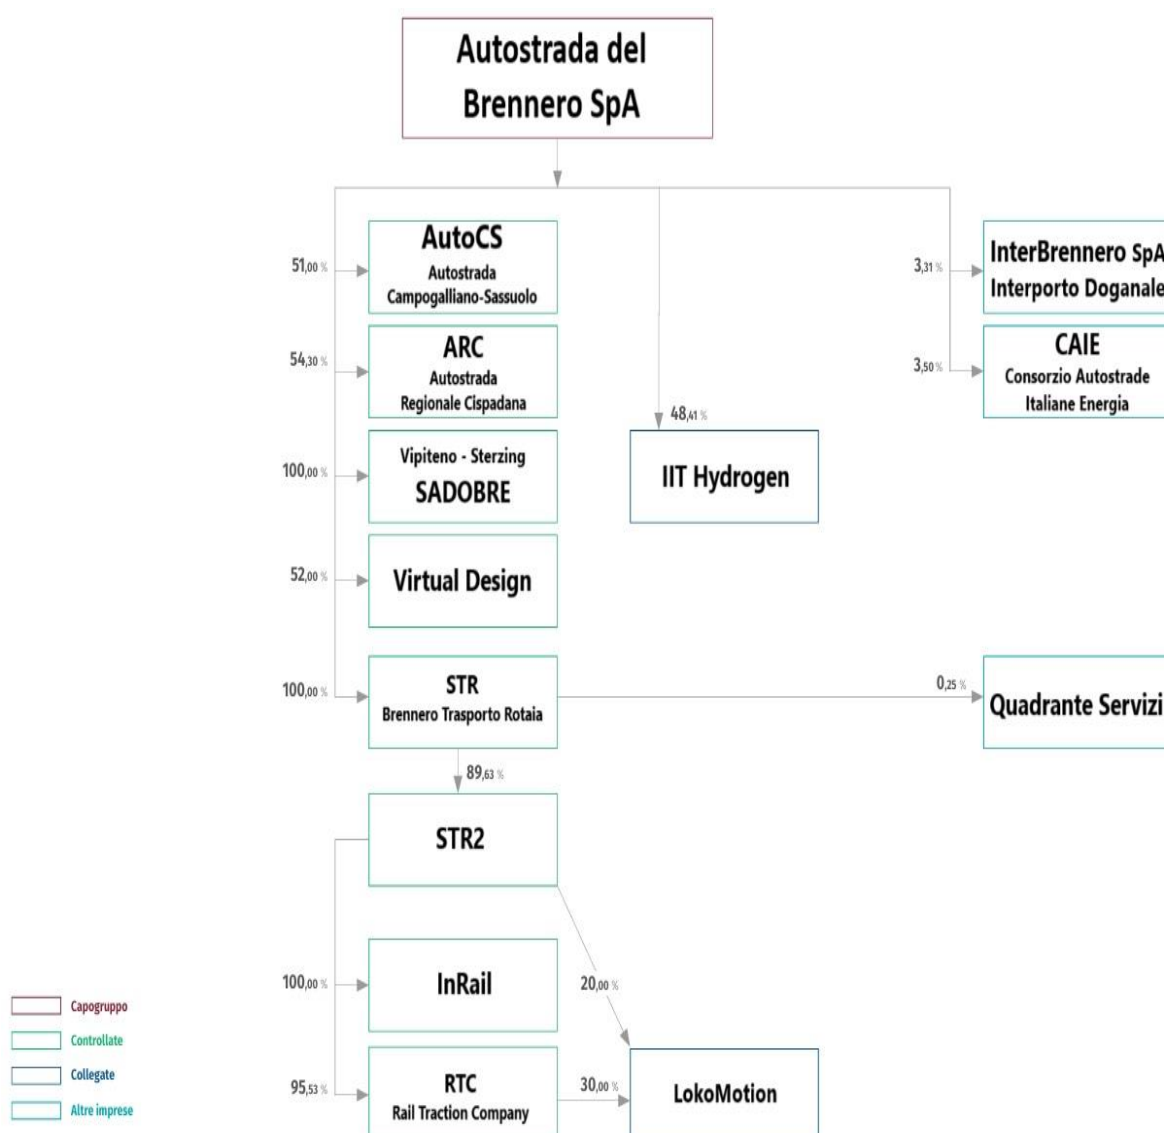 Autostrada del
Brennero SpA
51,00 %
AutoCS
Autostrada
Campogalliano-Sassuolo
3,31 %
InterBrennero SpA
Interporto Doganale
54,30 %
ARC
Autostrada
Regionale Cispadana
3,50 %
CAIE
Consorzio Autostrade
Italiane Energia
48,41 %
100,00 %
Vipiteno - Sterzing
SADOBRE
IIT Hydrogen
52,00 %
Virtual Design
100,00 %
STR
Brennero Trasporto Rotaia
0,25 %
Quadrante Servizi
89,63 %
STR2
100,00 %
InRail
20,00 %
95,53 %
RTC
Rail Traction Company
30,00 %
LokoMotion
Capogruppo
Controllate
Collegate
Altre imprese